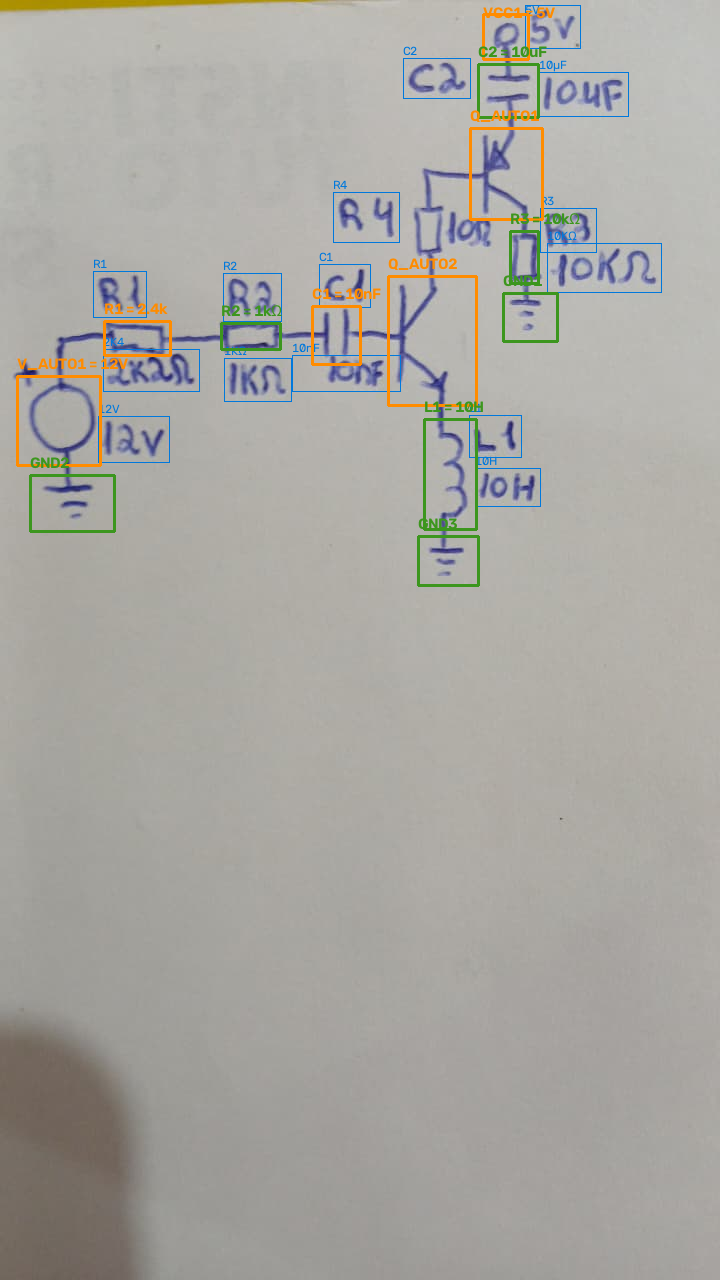 VCC1 = 5V
5V
5V
C2
C2 = 10uF
10µF
C2
10uF
Q_AUTO1
R4
R4
10Ω
R3
R3 = 10kΩ
R3
10KΩ
10KΩ
GND1
Q_AUTO2
C1
C1
C1 = 10nF
10nF
10nF
R1
R1
R1 = 2.4k
2k4
2K2Ω
R2
R2
R2 = 1kΩ
1KΩ
1KΩ
V_AUTO1 = 12V
+
12V
12V
GND2
L1 = 10H
L1
10H
10H
GND3